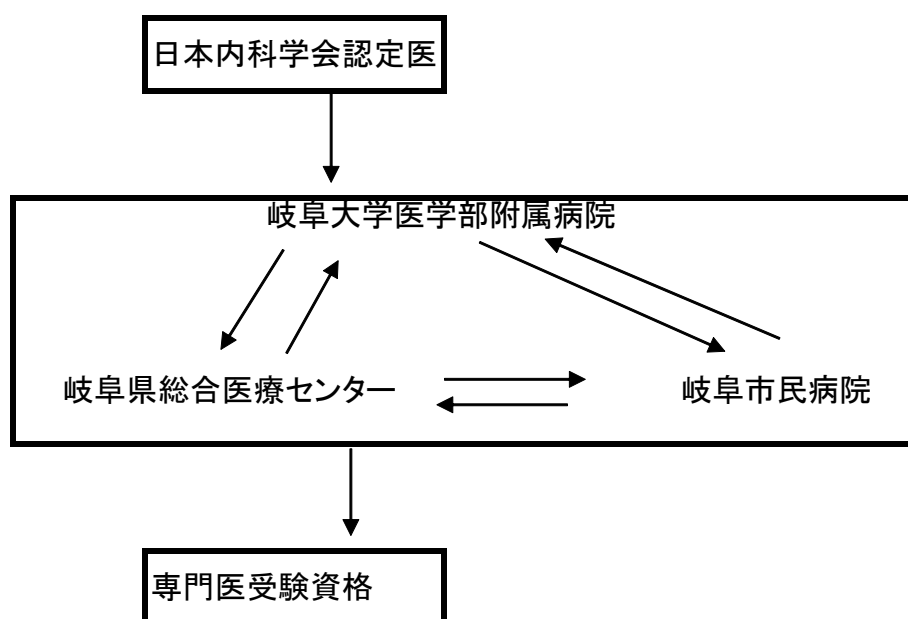 日本内科学会認定医
岐阜大学医学部附属病院
岐阜県総合医療センター
岐阜市民病院
専門医受験資格